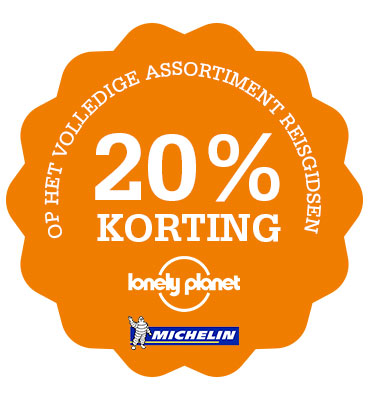 OP HET VOLLEDIGE ASSORTIMENT REISGIDSEN
20%
KORTING
lonely planet
MICHELIN